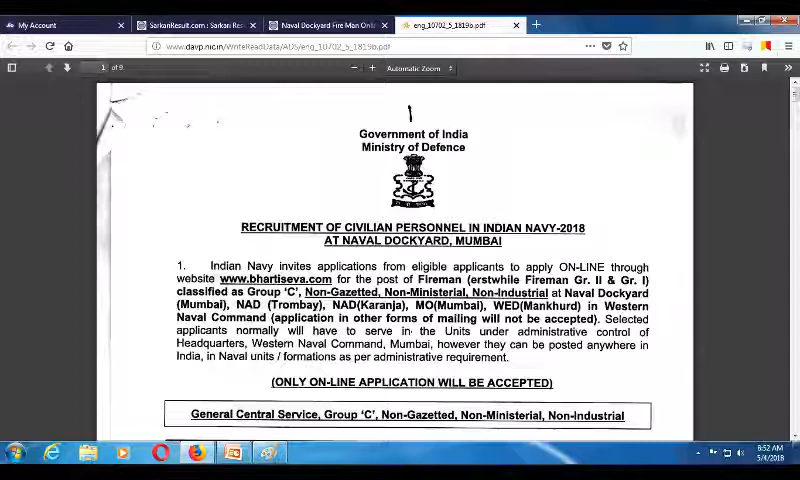 My Account
SarkariResult.com : Sarkari Res
Naval Dockyard Fire Man Onlin
eng_10702_5_1819b.pdf
www.davp.nic.in/WriteReadData/ADS/eng_10702_5_1819b.pdf
1 of 9
Automatic Zoom
1
Government of India
Ministry of Defence
RECRUITMENT OF CIVILIAN PERSONNEL IN INDIAN NAVY-2018
AT NAVAL DOCKYARD, MUMBAI
1. Indian Navy invites applications from eligible applicants to apply ON-LINE through
website www.bhartiseva.com for the post of Fireman (erstwhile Fireman Gr. II & Gr. I)
classified as Group ‘C’, Non-Gazetted, Non-Ministerial, Non-Industrial at Naval Dockyard
(Mumbai), NAD (Trombay), NAD(Karanja), MO(Mumbai), WED(Mankhurd) in Western
Naval Command (application in other forms of mailing will not be accepted). Selected
applicants normally will have to serve in the Units under administrative control of
Headquarters, Western Naval Command, Mumbai, however they can be posted anywhere in
India, in Naval units / formations as per administrative requirement.
(ONLY ON-LINE APPLICATION WILL BE ACCEPTED)
General Central Service, Group ‘C’, Non-Gazetted, Non-Ministerial, Non-Industrial
8:52 AM
5/4/2018